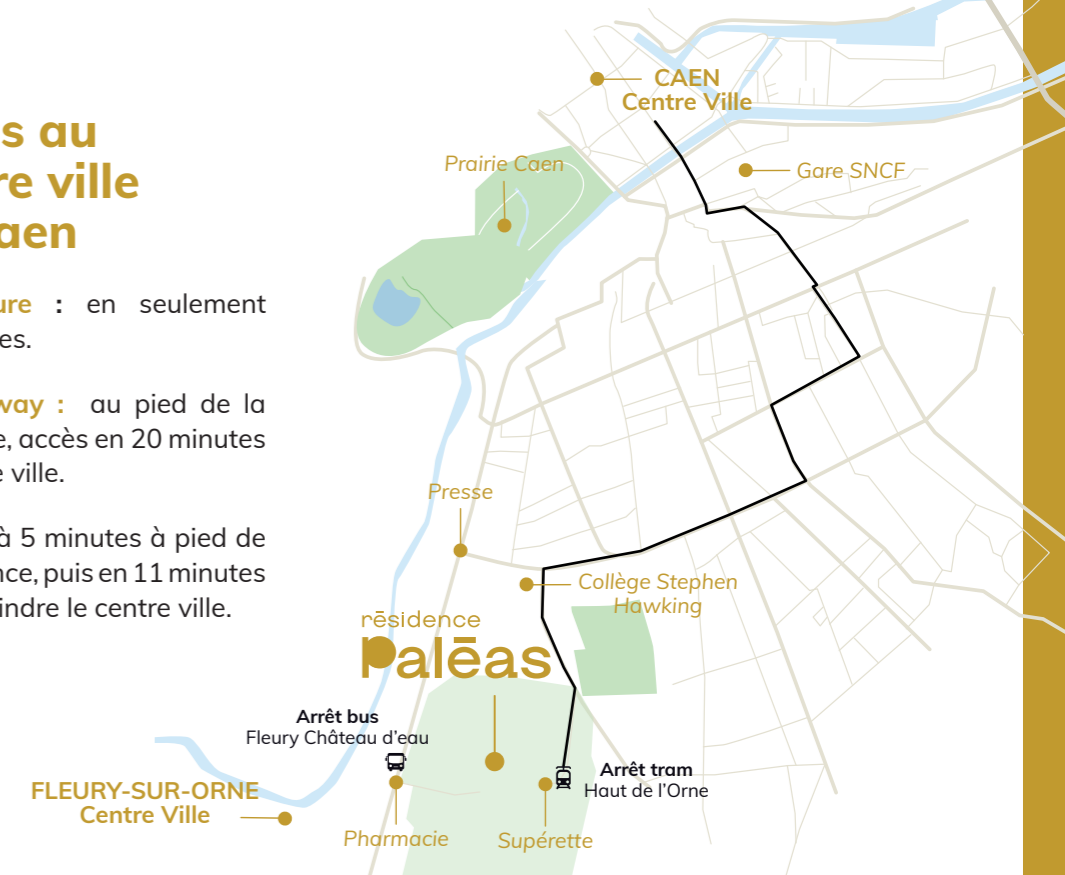 s au
re ville
aen
ure : en seulement
es.
way : au pied de la
e, accès en 20 minutes
e ville.
à 5 minutes à pied de
nce, puis en 11 minutes
indre le centre ville.
CAEN
Centre Ville
Prairie Caen
Gare SNCF
Presse
Collège Stephen
Hawking
rēsidence
palēas
Arrêt bus
Fleury Château d'eau
Arrêt tram
Haut de l'Orne
FLEURY-SUR-ORNE
Centre Ville
Pharmacie
Supérette